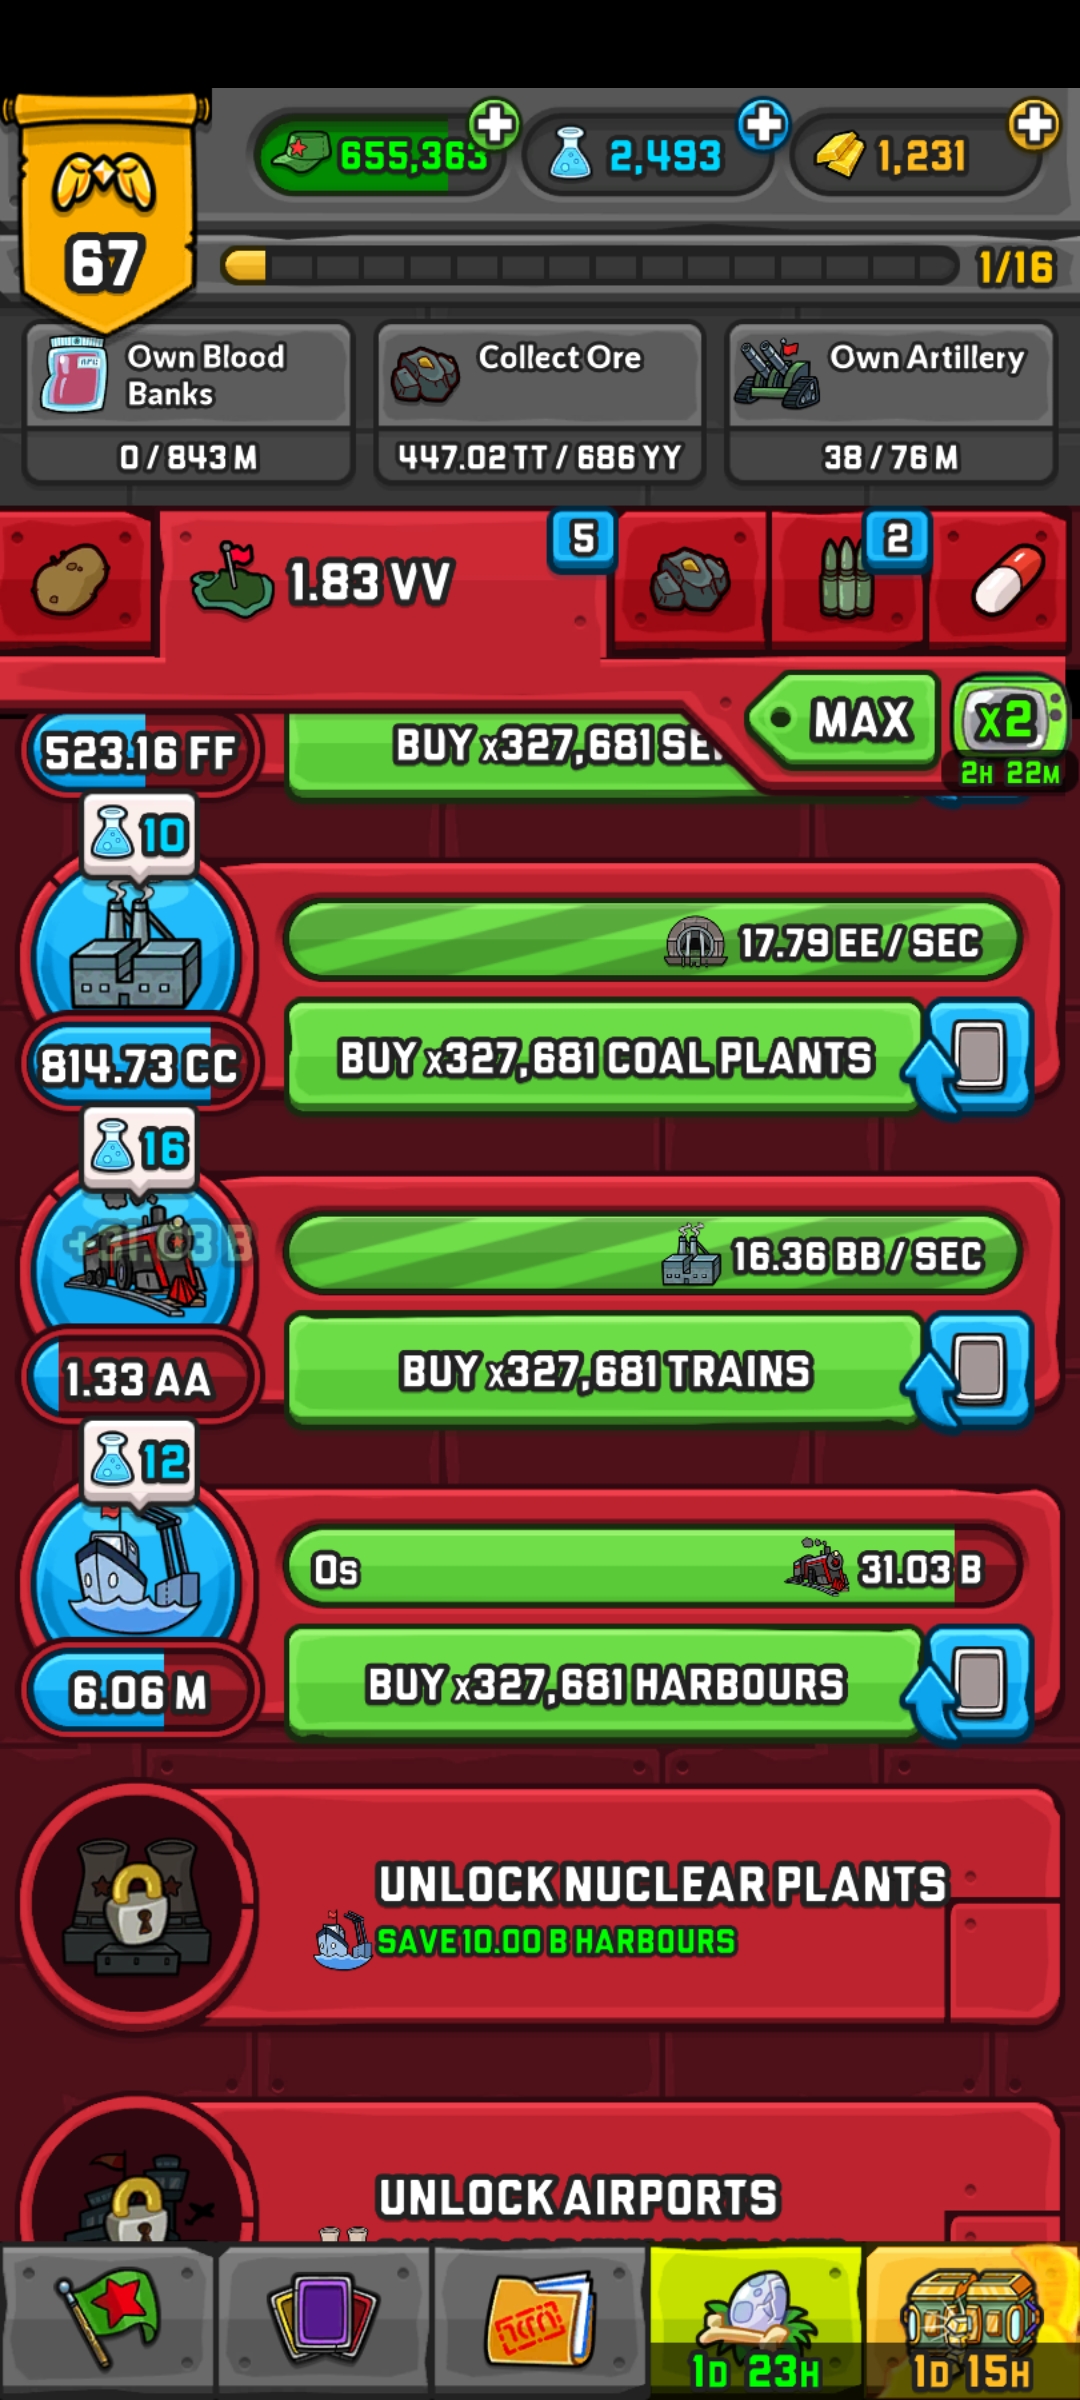 655,363
2,493
1,231
67
1/16
Own Blood
Banks
Collect Ore
Own Artillery
0 / 843 M
447.02 TT / 686 YY
38 / 76 M
1.83 VV
5
2
MAX
x2
2H 22M
523.16 FF
BUY x327,681
10
17.79 EE / SEC
814.73 CC
BUY x327,681 COAL PLANTS
16
+31.03 B
16.36 BB / SEC
1.33 AA
BUY x327,681 TRAINS
12
0s
31.03 B
6.06 M
BUY x327,681 HARBOURS
UNLOCK NUCLEAR PLANTS
SAVE 10.00 B HARBOURS
UNLOCK AIRPORTS
1D 23H
1D 15H